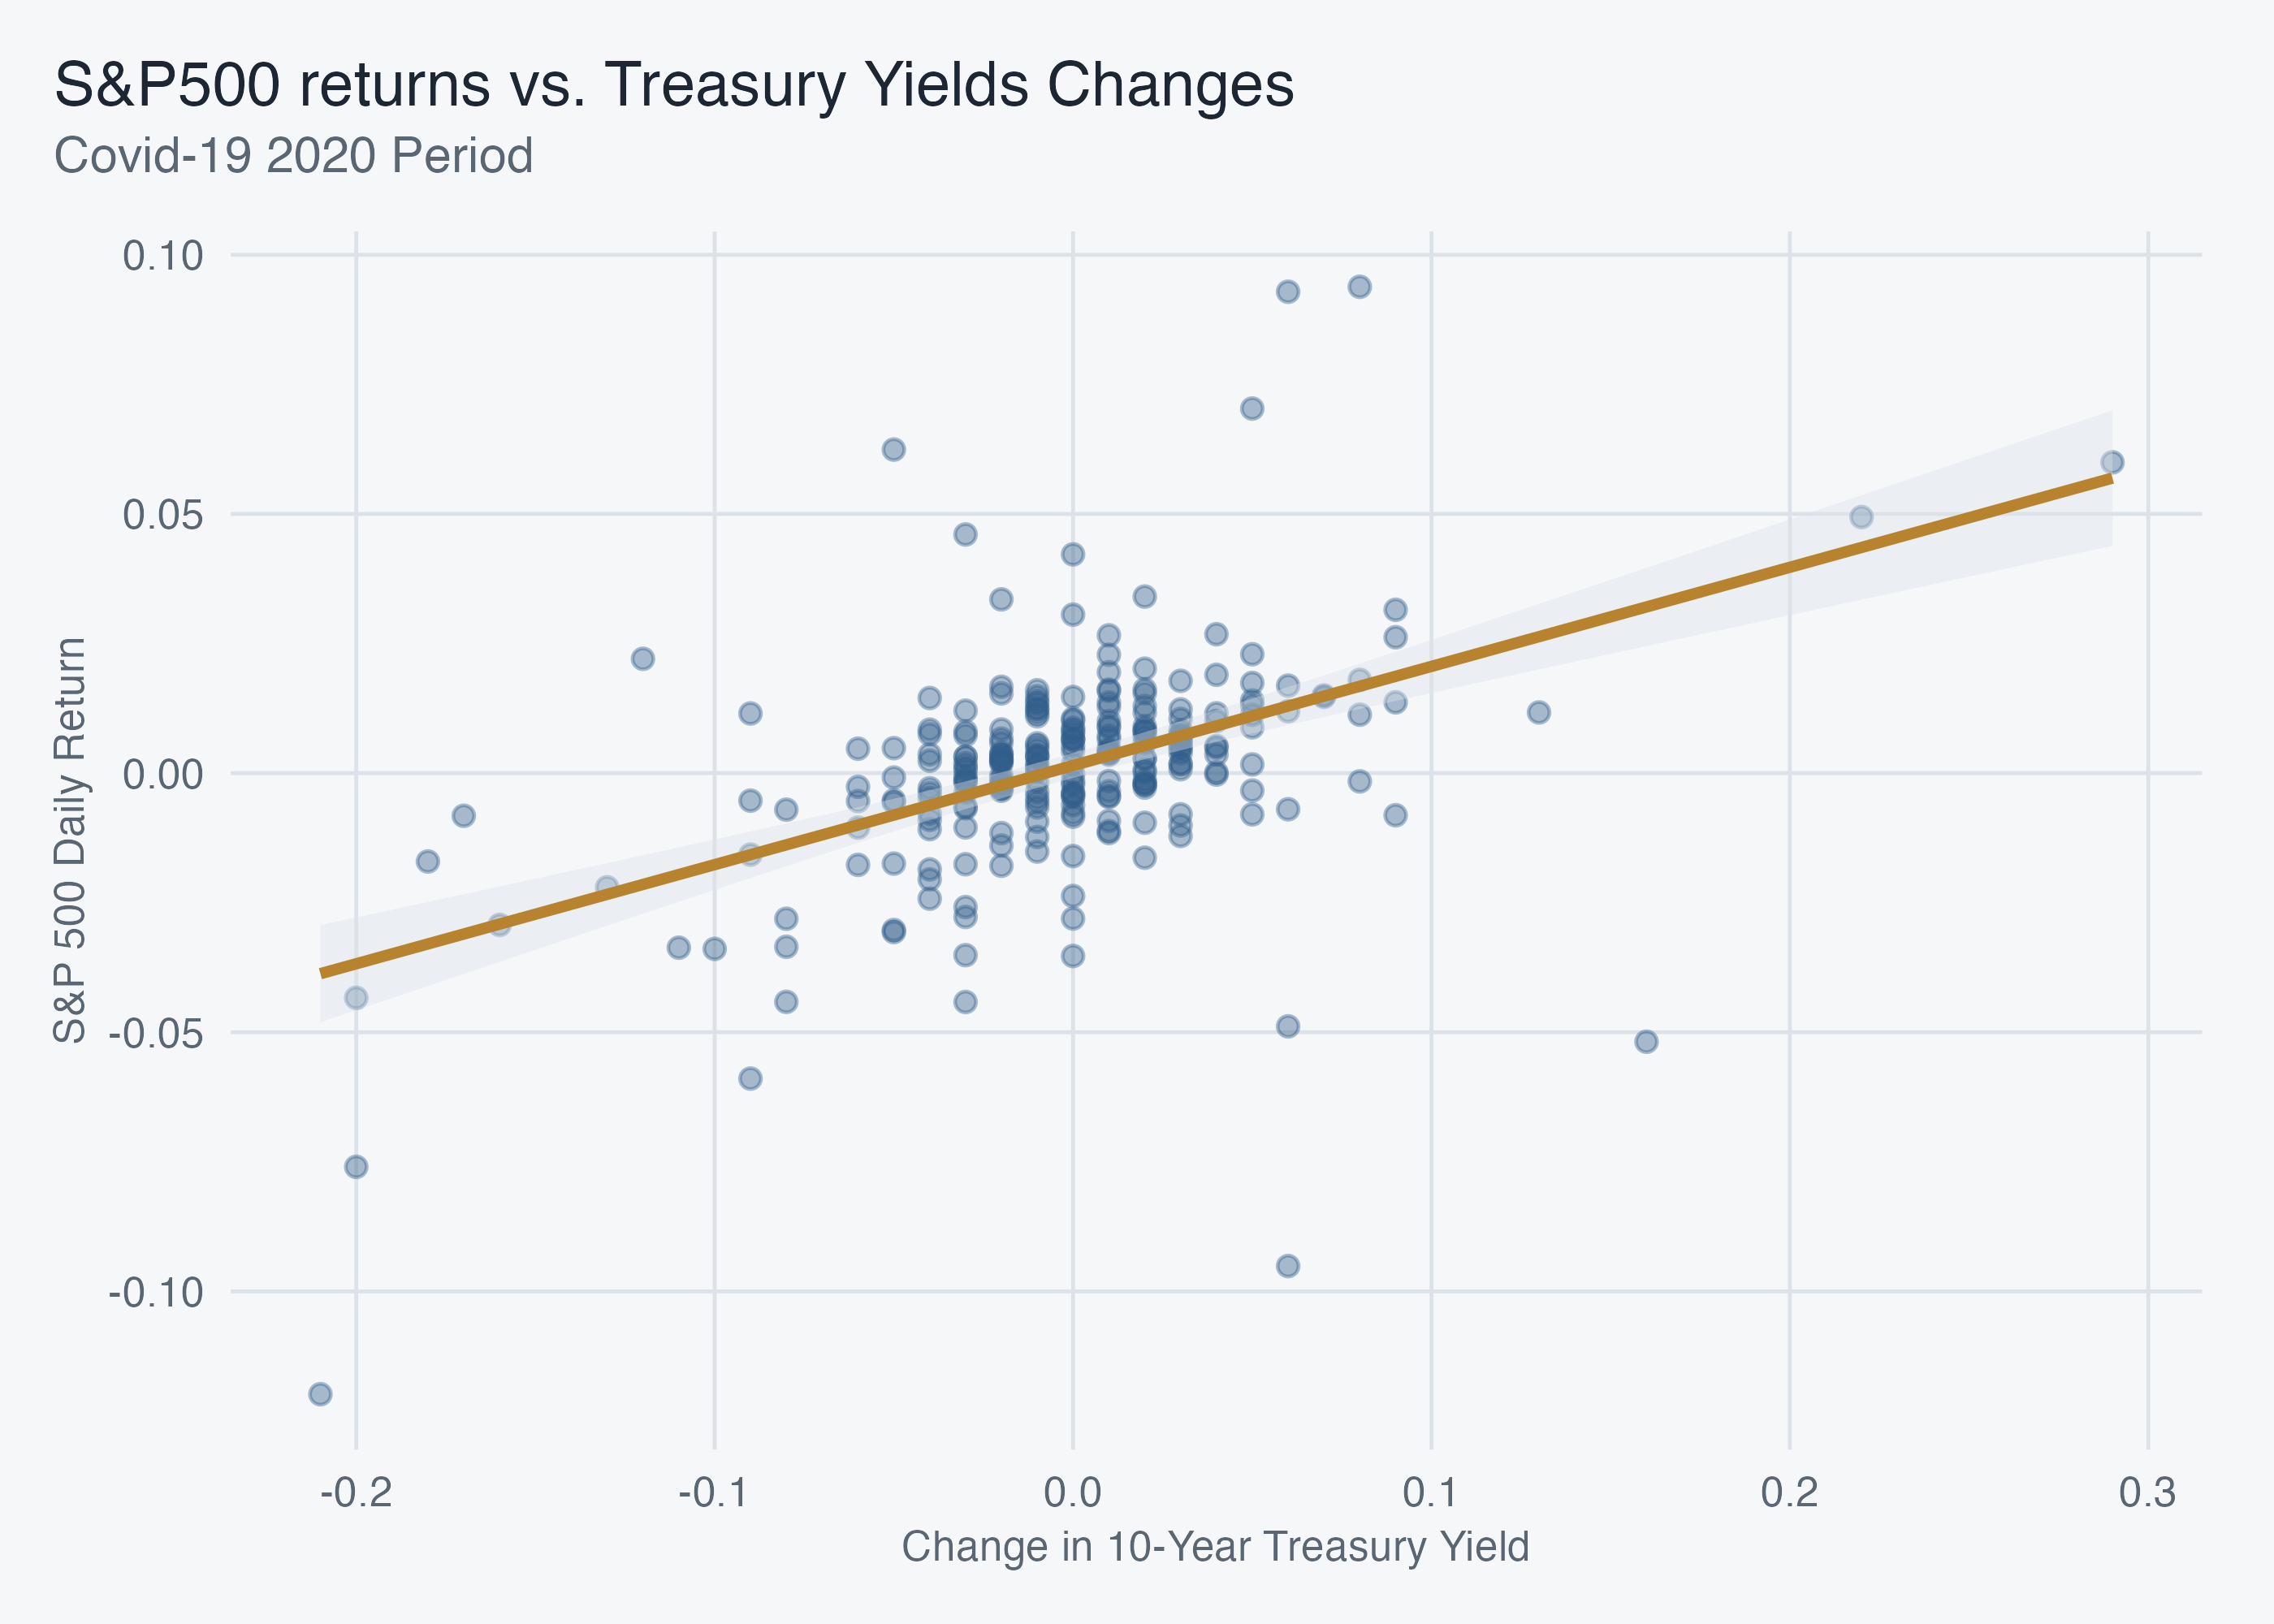 S&P500 returns vs. Treasury Yields Changes
Covid-19 2020 Period
S&P 500 Daily Return
0.10
0.05
0.00
-0.05
-0.10
-0.2 -0.1 0.0 0.1 0.2 0.3
Change in 10-Year Treasury Yield